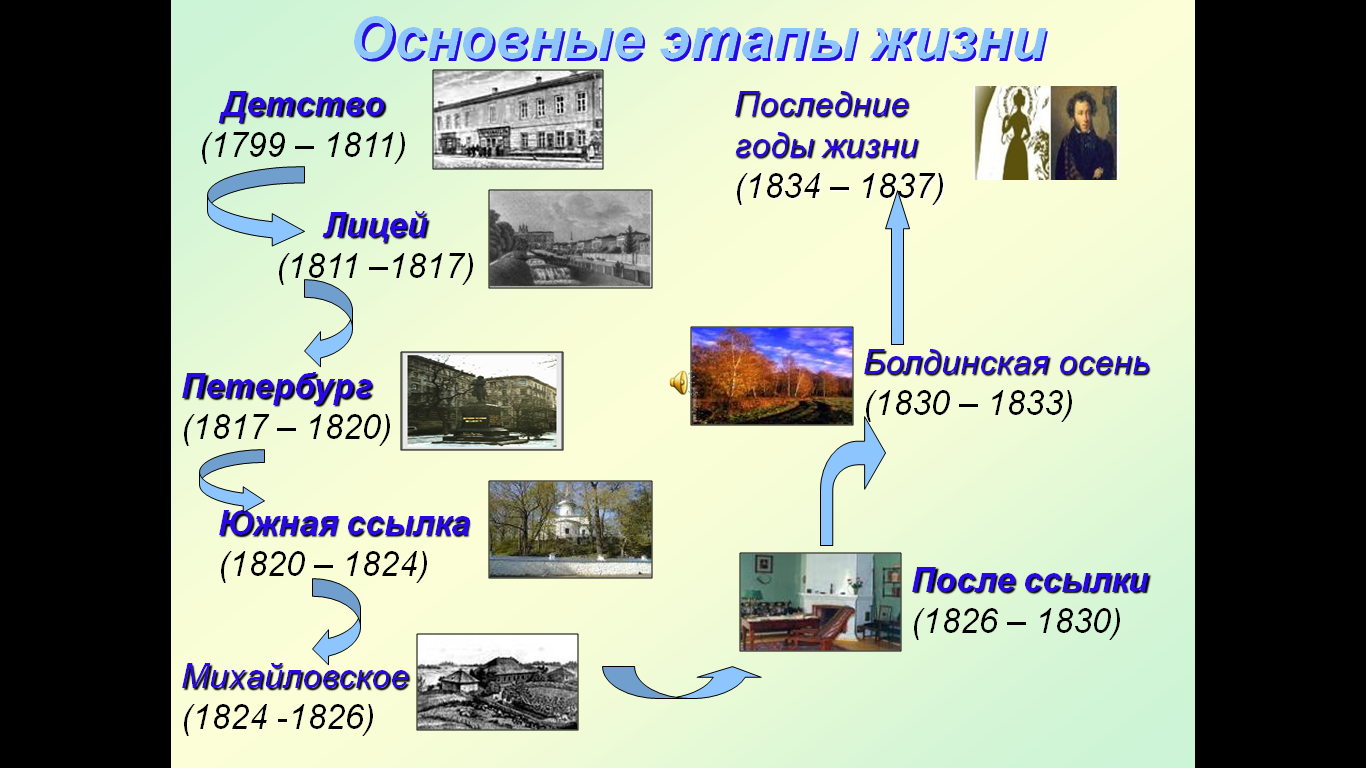 Основные этапы жизни
Детство
(1799 – 1811)
Лицей
(1811 –1817)
Петербург
(1817 – 1820)
Южная ссылка
(1820 – 1824)
Михайловское
(1824 -1826)
После ссылки
(1826 – 1830)
Болдинская осень
(1830 – 1833)
Последние
годы жизни
(1834 – 1837)